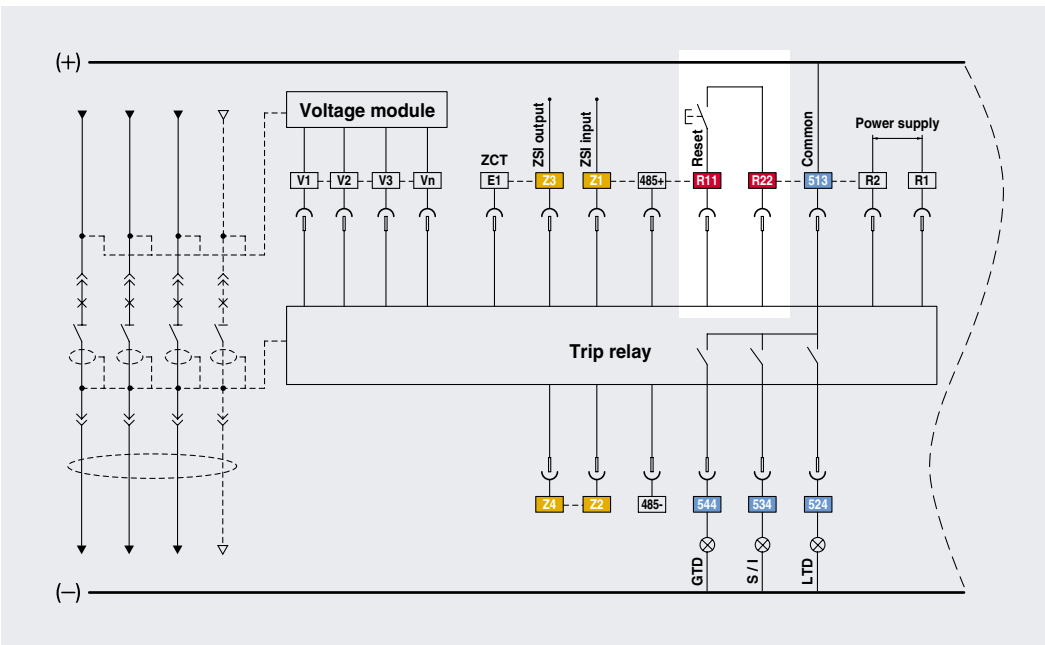 (+)
Voltage module
ZSI output
ZSI input
Reset
Common
Power supply
ZCT
V1 V2 V3 Vn E1 Z3 Z1 485+ R11 R22 513 R2 R1
Trip relay
Z4 Z2 485- 544 534 524
GTD
S / I
LTD
(−)